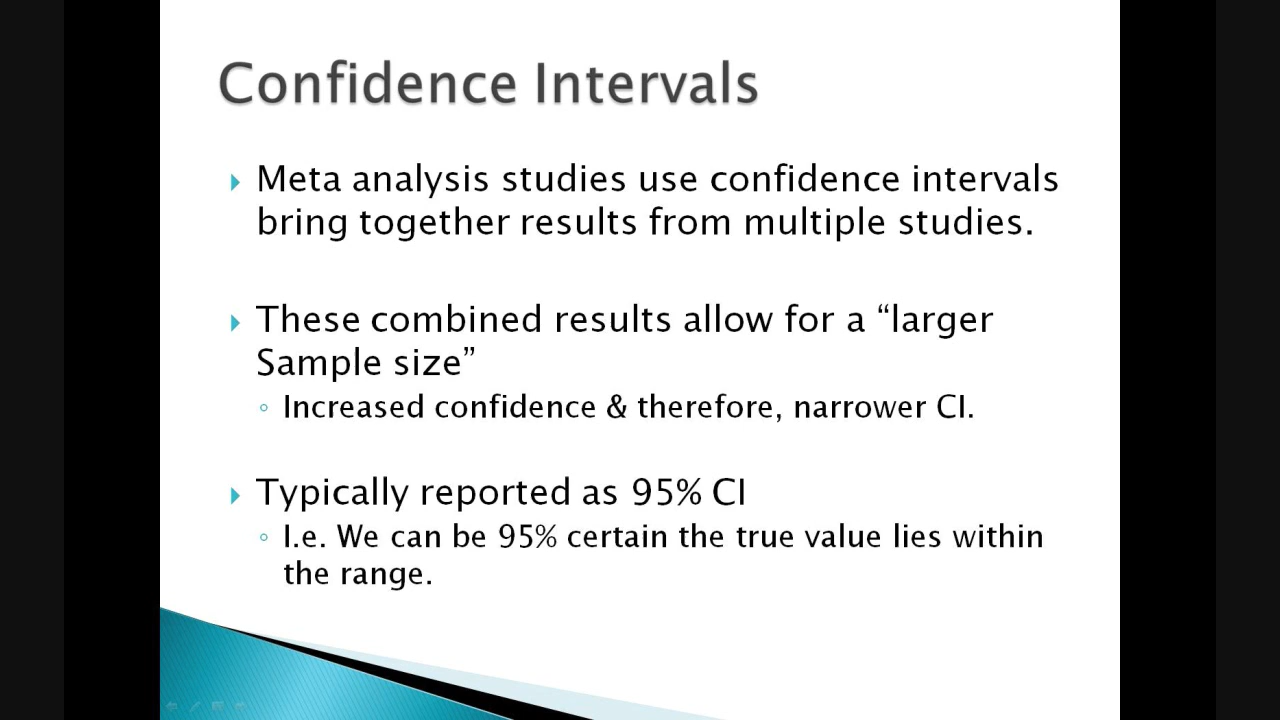 Confidence Intervals
Meta analysis studies use confidence intervals
bring together results from multiple studies.
These combined results allow for a “larger
Sample size”
Increased confidence & therefore, narrower CI.
Typically reported as 95% CI
I.e. We can be 95% certain the true value lies within
the range.